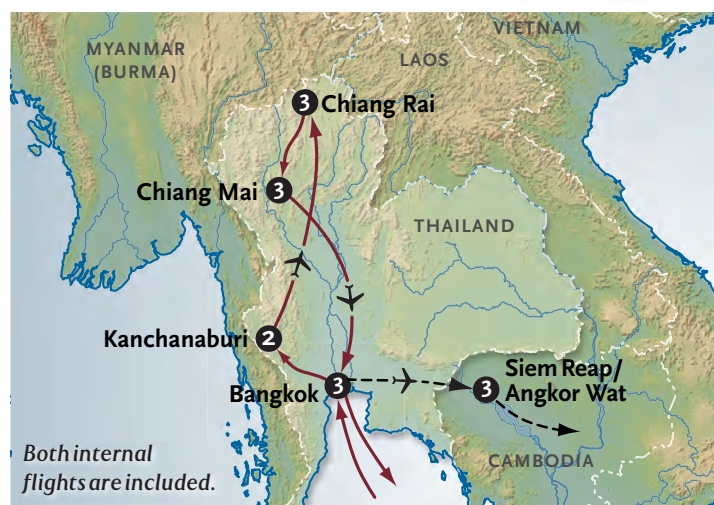 VIETNAM
MYANMAR
(BURMA)
LAOS
3 Chiang Rai
Chiang Mai 3
THAILAND
Kanchanaburi 2
Siem Reap/
3 Angkor Wat
Bangkok 3
Both internal
flights are included.
CAMBODIA